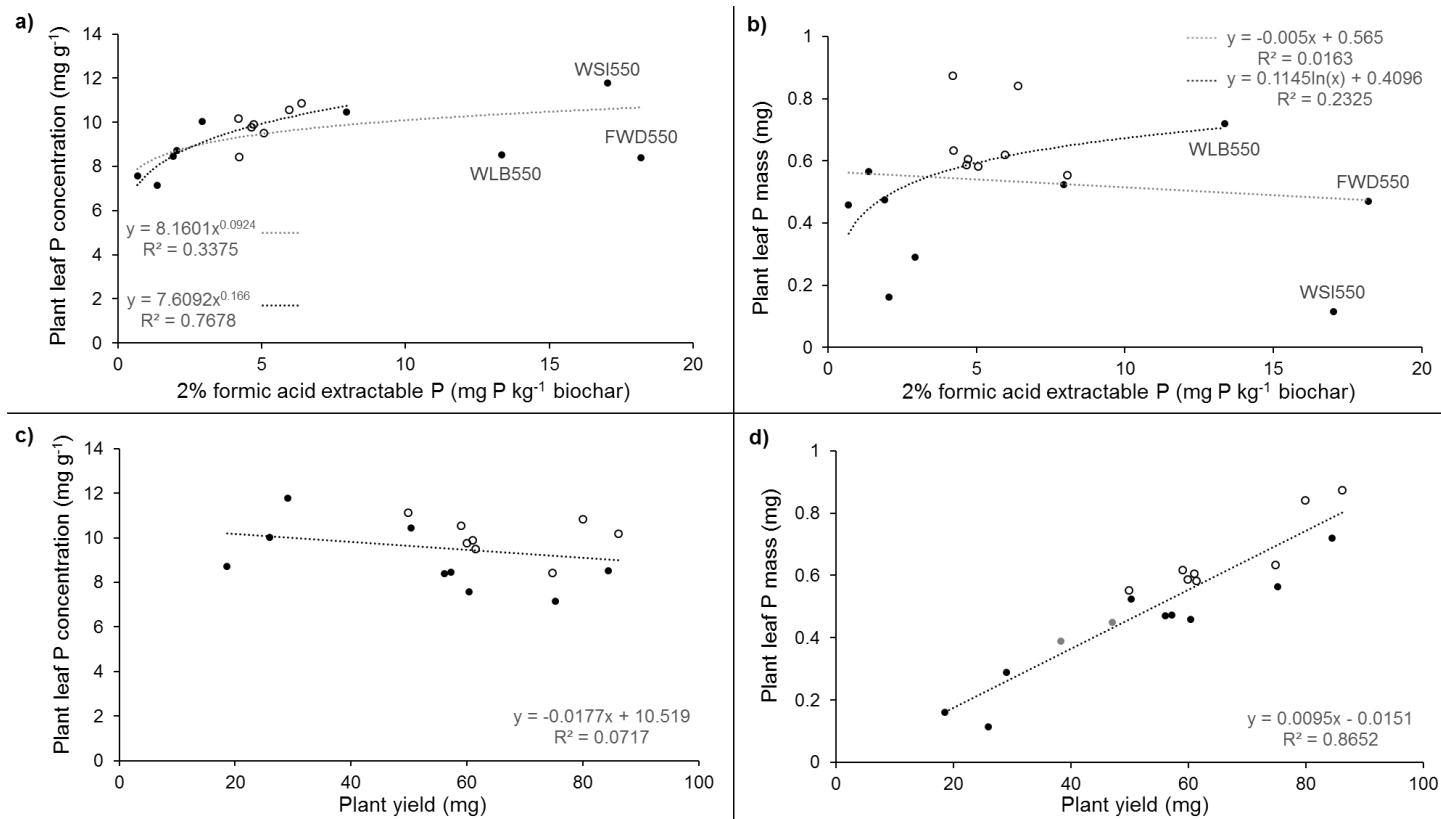 a)
Plant leaf P concentration (mg g⁻¹)
14
12
10
8
6
4
2
0
WSI550
FWD550
WLB550
y = 8.1601x^0.0924
R² = 0.3375
y = 7.6092x^0.166
R² = 0.7678
0 5 10 15 20
2% formic acid extractable P (mg P kg⁻¹ biochar)
b)
Plant leaf P mass (mg)
1
0.8
0.6
0.4
0.2
0
y = -0.005x + 0.565
R² = 0.0163
y = 0.1145ln(x) + 0.4096
R² = 0.2325
WLB550
FWD550
WSI550
0 5 10 15 20
2% formic acid extractable P (mg P kg⁻¹ biochar)
c)
Plant leaf P concentration (mg g⁻¹)
14
12
10
8
6
4
2
0
y = -0.0177x + 10.519
R² = 0.0717
0 20 40 60 80 100
Plant yield (mg)
d)
Plant leaf P mass (mg)
1
0.8
0.6
0.4
0.2
0
y = 0.0095x - 0.0151
R² = 0.8652
0 20 40 60 80 100
Plant yield (mg)